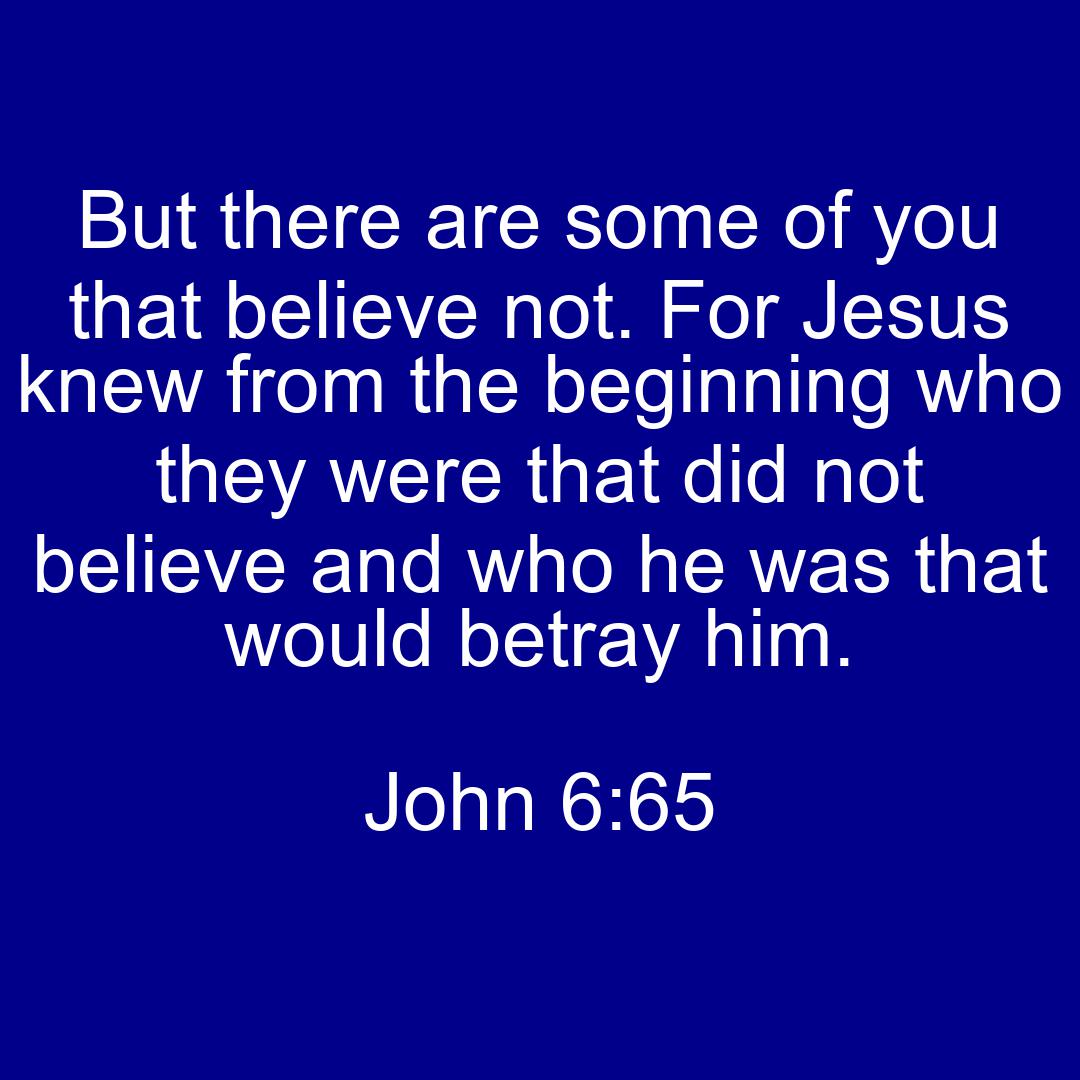 But there are some of you
that believe not. For Jesus
knew from the beginning who
they were that did not
believe and who he was that
would betray him.
John 6:65